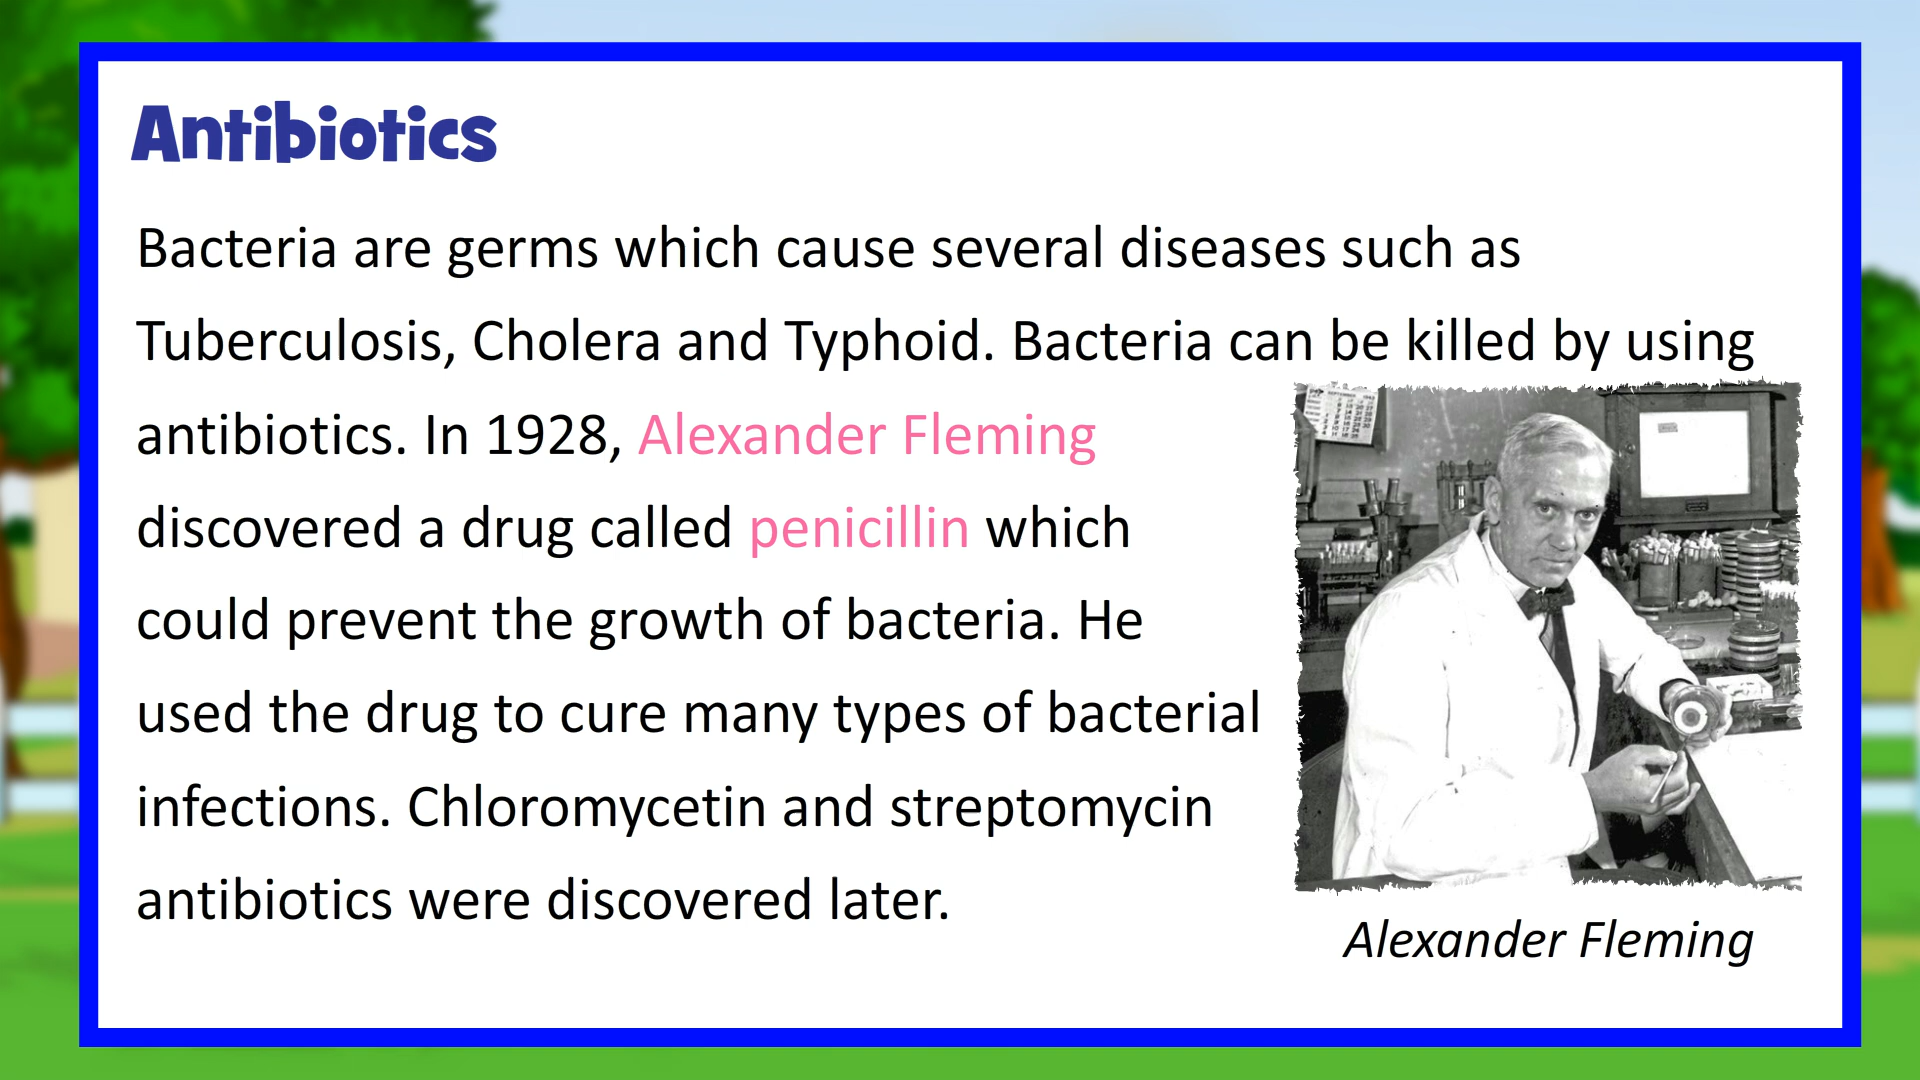 Antibiotics
Bacteria are germs which cause several diseases such as
Tuberculosis, Cholera and Typhoid. Bacteria can be killed by using
antibiotics. In 1928, Alexander Fleming
discovered a drug called penicillin which
could prevent the growth of bacteria. He
used the drug to cure many types of bacterial
infections. Chloromycetin and streptomycin
antibiotics were discovered later.
Alexander Fleming